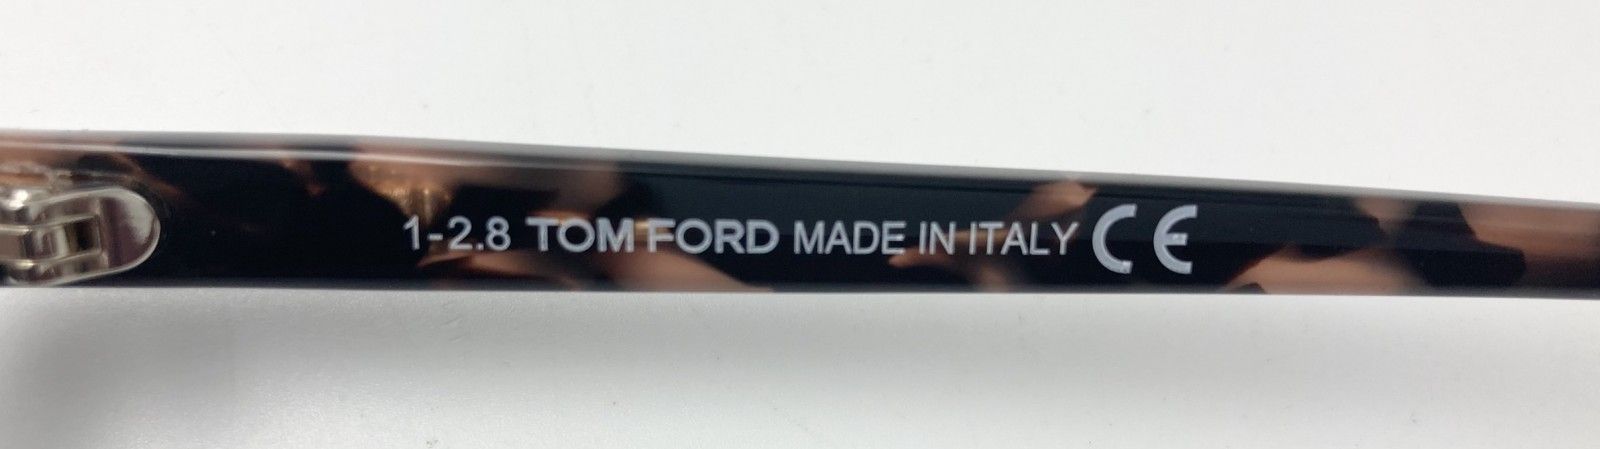 1-2.8 TOM FORD MADE IN ITALY CE